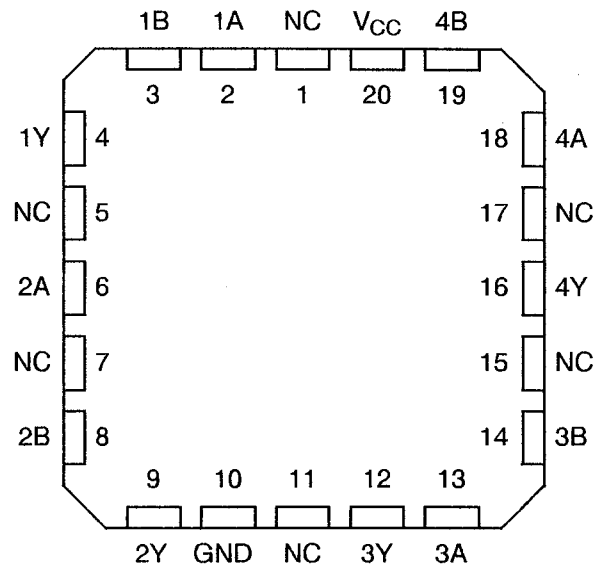 1B 1A NC VCC 4B
3 2 1 20 19
1Y 4 18 4A
NC 5 17 NC
2A 6 16 4Y
NC 7 15 NC
2B 8 14 3B
9 10 11 12 13
2Y GND NC 3Y 3A